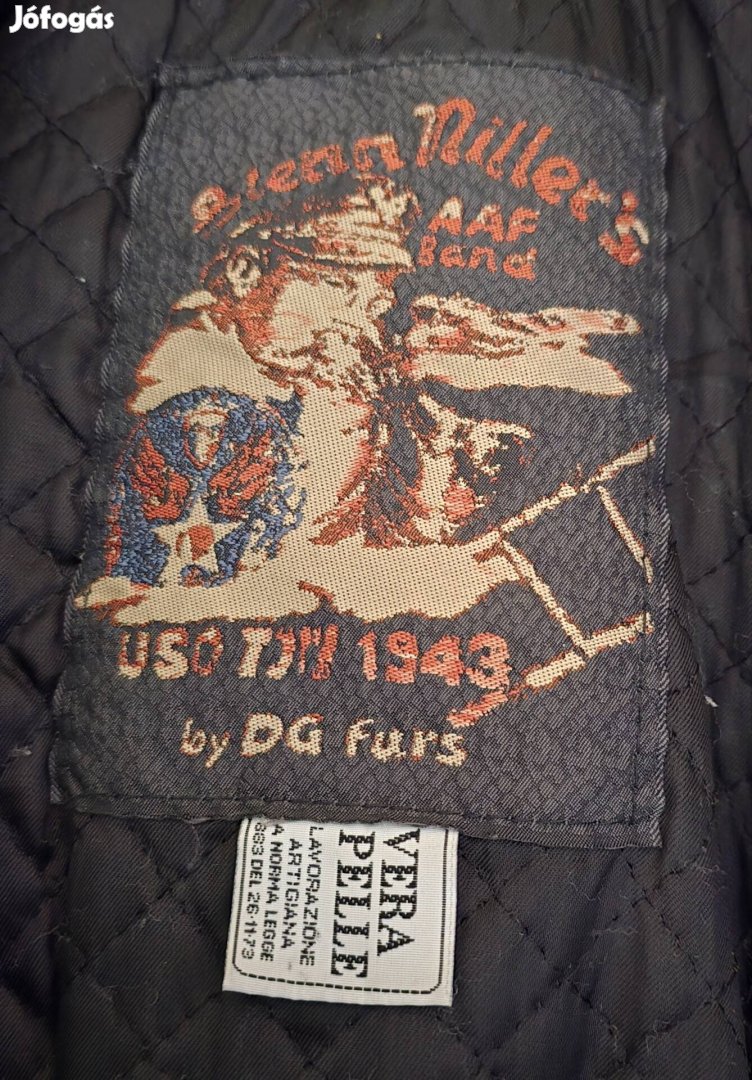 Jófogás
Glenn Miller's
AAF
Band
USO 1943
by DG Furs
VERA
PELLE
LAVORAZIONE
ARTIGIANA
A NORMA LEGGE
883 DEL 26-11-73